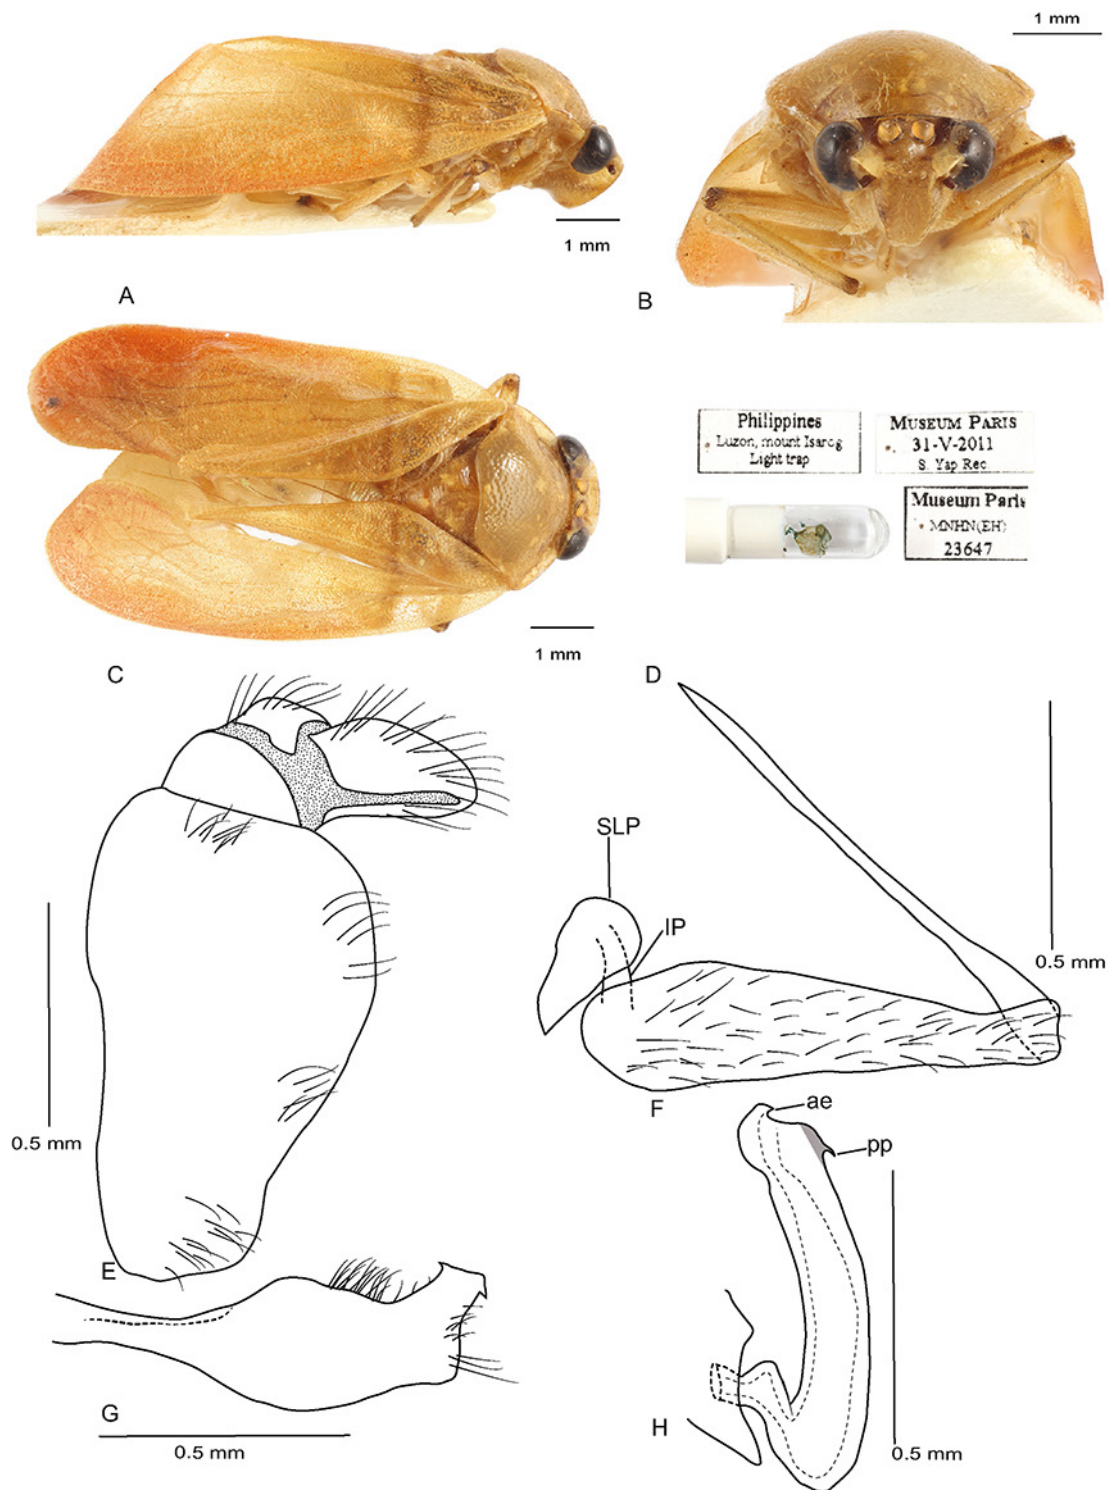 1 mm
1 mm
A
B
Philippines
Luzon, mount Isarog
Light trap
MUSEUM PARIS
31-V-2011
S. Yap Rec
Museum Paris
MNHN(EH)
23647
1 mm
C
D
SLP
IP
0.5 mm
0.5 mm
F
ae
pp
E
G
0.5 mm
H
0.5 mm